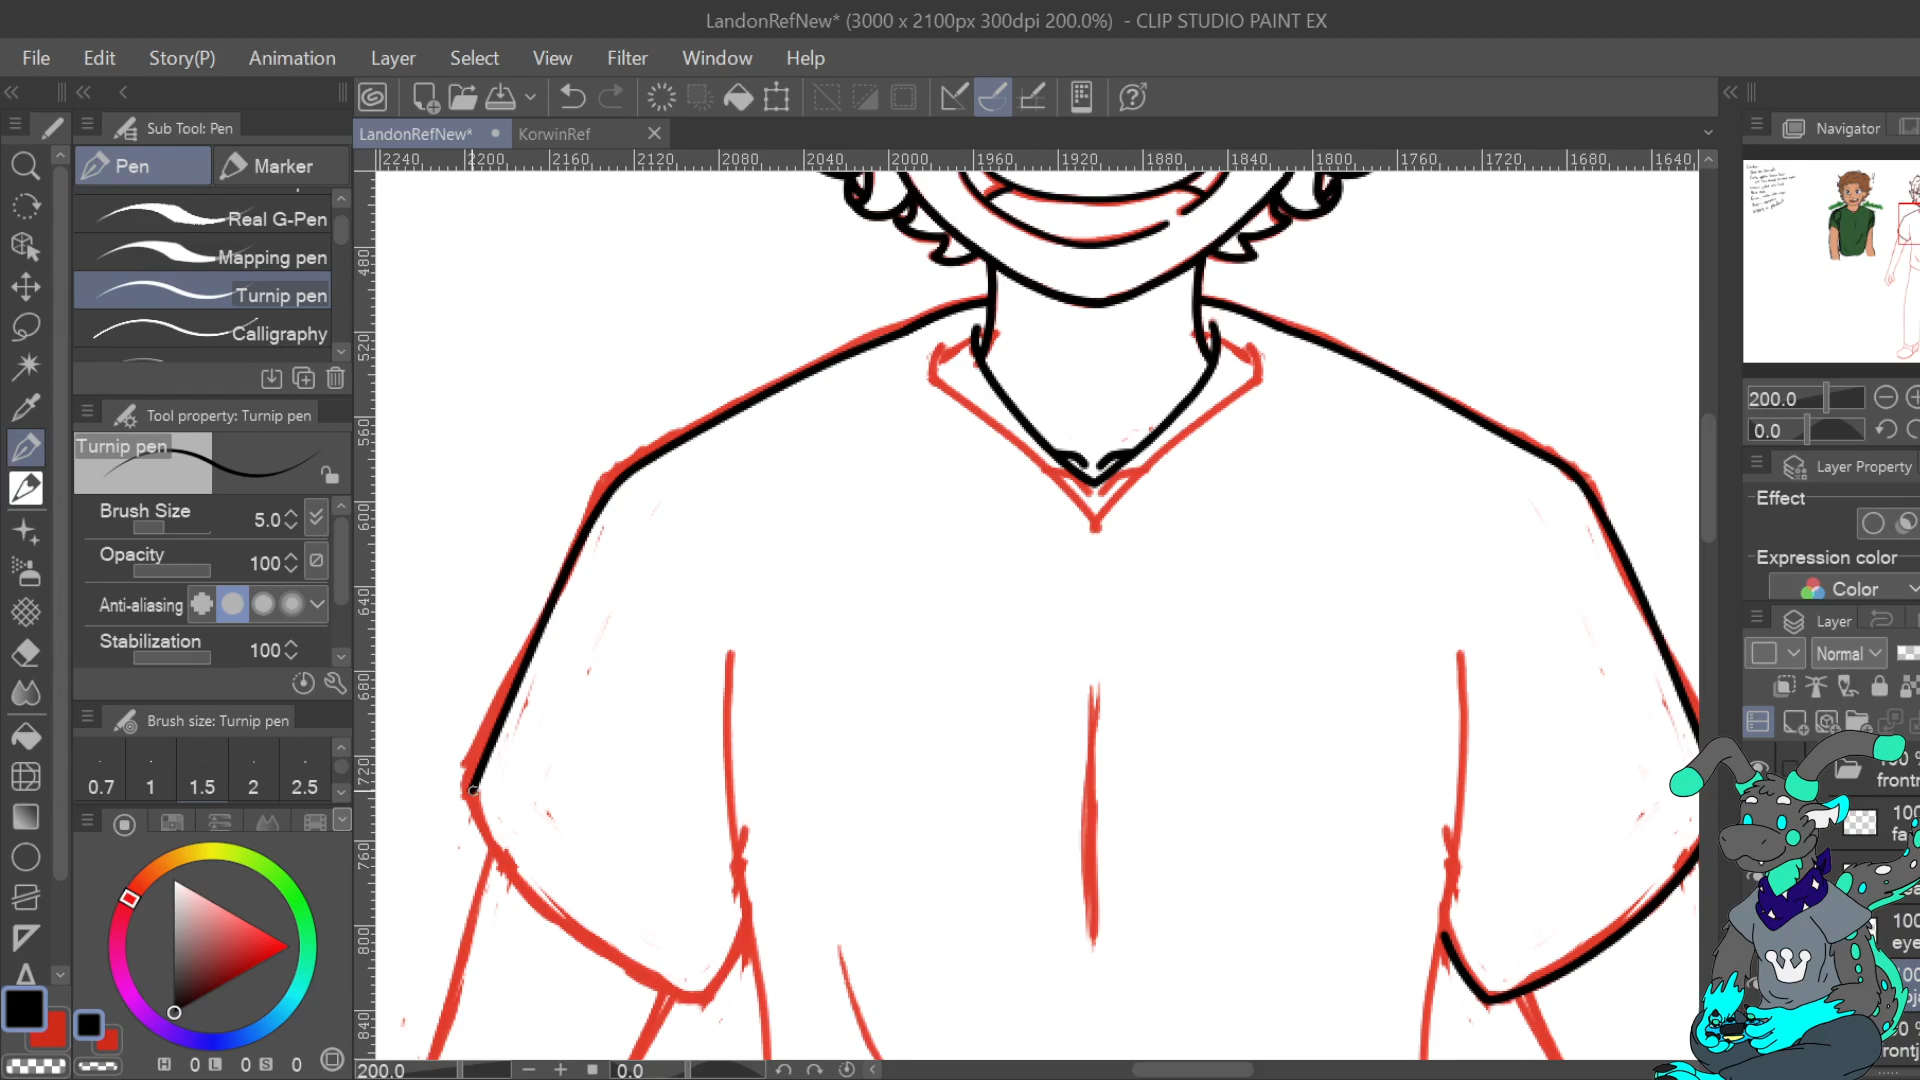 LandonRefNew* (3000 x 2100px 300dpi 200.0%) - CLIP STUDIO PAINT EX
File Edit Story(P) Animation Layer Select View Filter Window Help
Sub Tool: Pen
LandonRefNew* KorwinRef
Navigator
Pen Marker
2240 2200 2160 2120 2080 2040 2000 1960 1920 1880 1840 1800 1760 1720 1680 1640
Real G-Pen
Mapping pen
Turnip pen
Calligraphy
480
520
560
600
640
680
720
760
800
840
Tool property: Turnip pen
Turnip pen
Brush Size 5.0
Opacity 100
Anti-aliasing
Stabilization 100
Brush size: Turnip pen
0.7 1 1.5 2 2.5
H 0 L 0 S 0
200.0 0.0
200.0
0.0
Layer Property
Effect
Expression color
Color
Layer
Normal